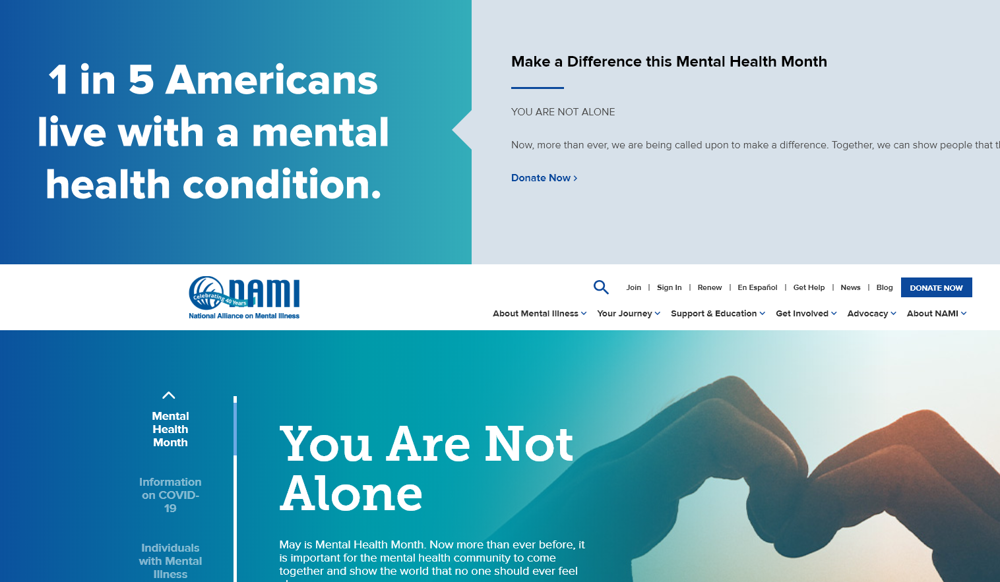 1 in 5 Americans
live with a mental
health condition.
Make a Difference this Mental Health Month
YOU ARE NOT ALONE
Now, more than ever, we are being called upon to make a difference. Together, we can show people that
Donate Now
NAMI
Celebrating 40 Years
National Alliance on Mental Illness
Join | Sign In | Renew | En Español | Get Help | News | Blog DONATE NOW
About Mental Illness Your Journey Support & Education Get Involved Advocacy About NAMI
Mental
Health
Month
Information
on COVID-
19
Individuals
with Mental
Illness
You Are Not
Alone
May is Mental Health Month. Now more than ever before, it
is important for the mental health community to come
together and show the world that no one should ever feel